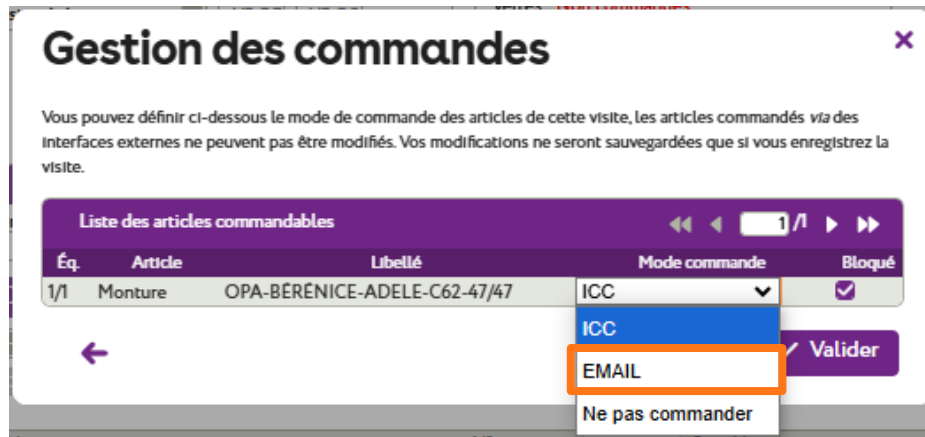 Gestion des commandes
Vous pouvez définir ci-dessous le mode de commande des articles de cette visite, les articles commandés via des
interfaces externes ne peuvent pas être modifiés. Vos modifications ne seront sauvegardées que si vous enregistrez la
visite.
Liste des articles commandables 1 /1
Éq. Article Libellé Mode commande Bloqué
1/1 Monture OPA-BÉRÉNICE-ADELE-C62-47/47 ICC
ICC
EMAIL
Valider
Ne pas commander